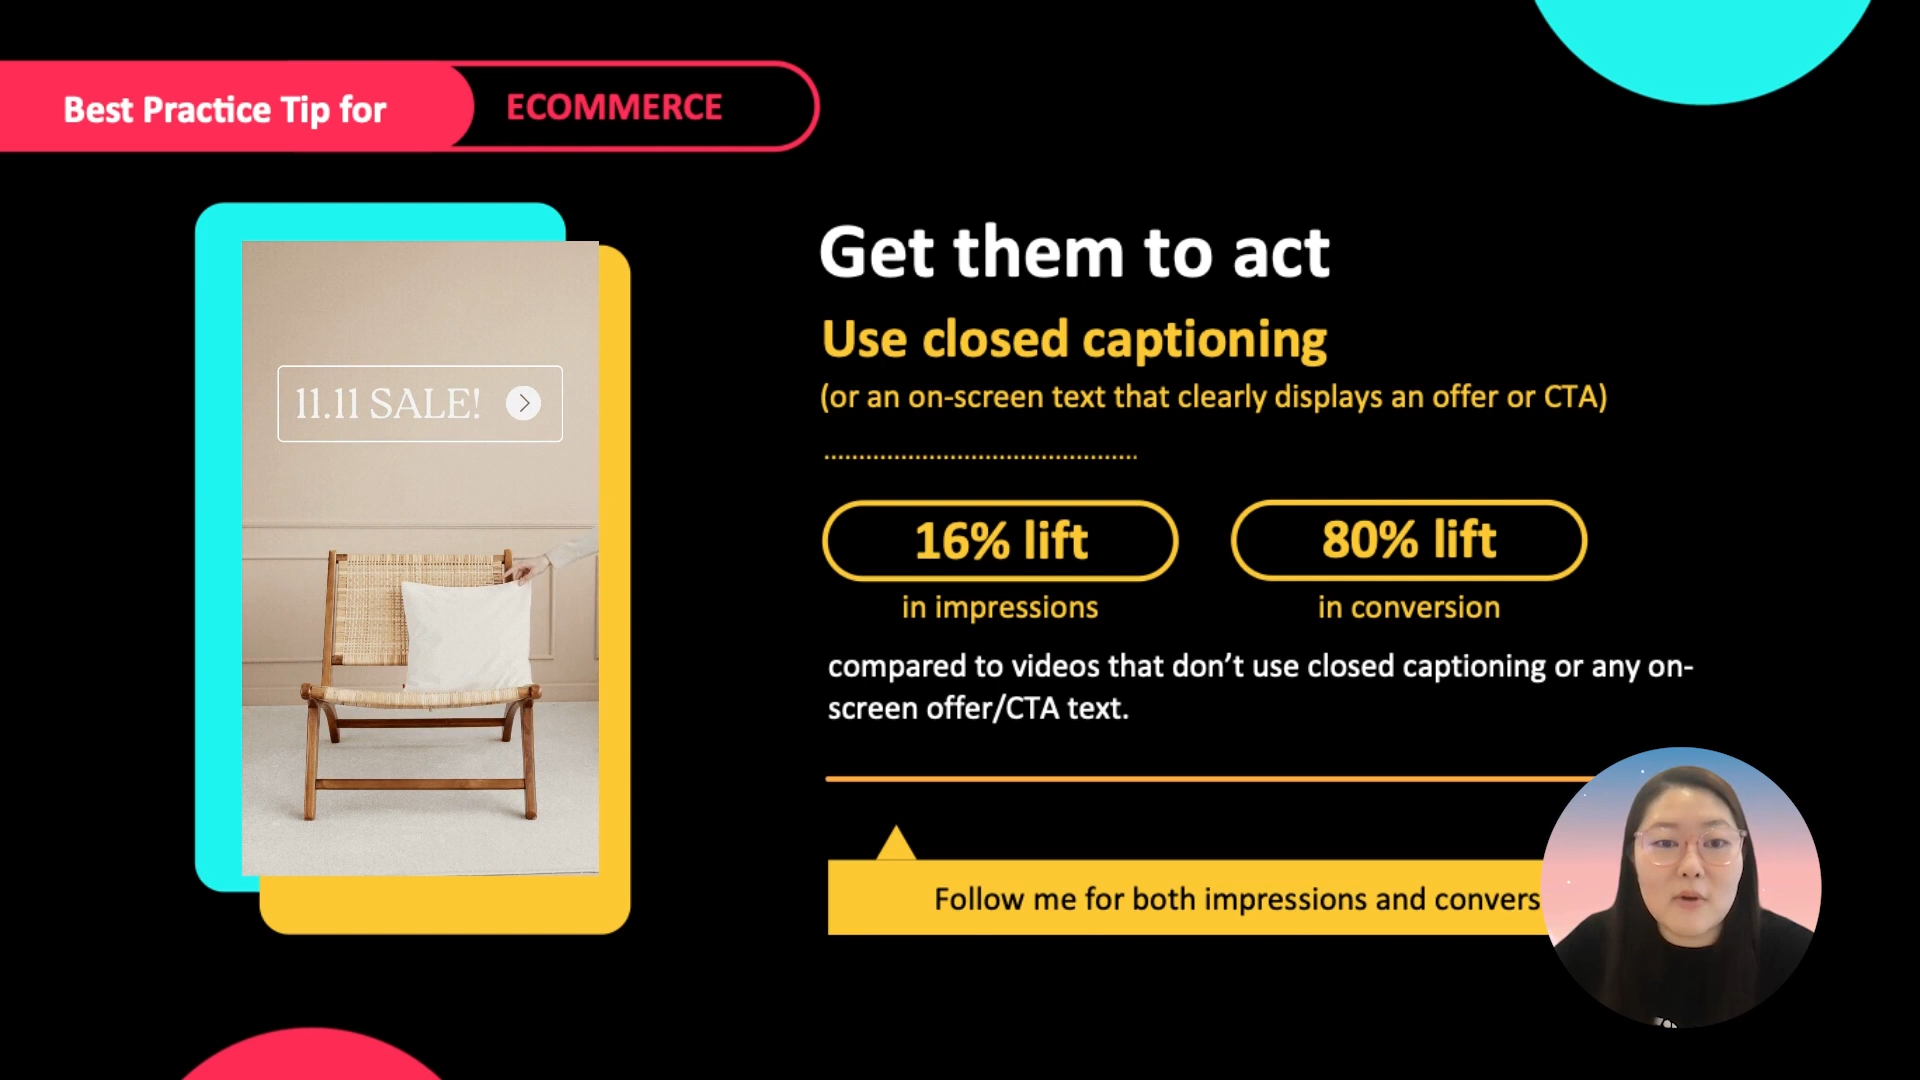 Best Practice Tip for
ECOMMERCE
11.11 SALE!
Get them to act
Use closed captioning
(or an on-screen text that clearly displays an offer or CTA)
16% lift
80% lift
in impressions
in conversion
compared to videos that don’t use closed captioning or any on-
screen offer/CTA text.
Follow me for both impressions and convers